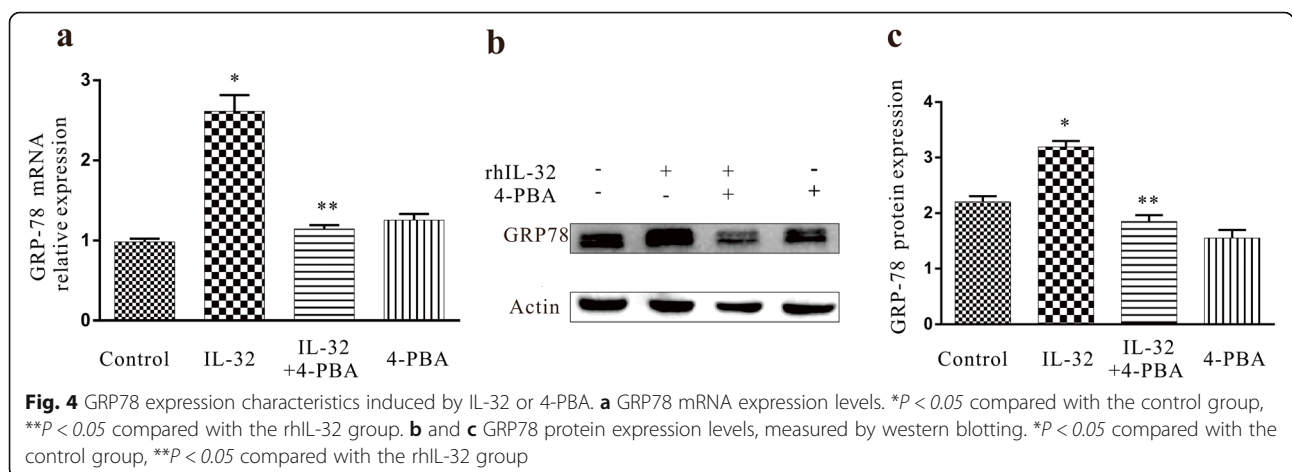 a
GRP-78 mRNA
relative expression
3
2
1
0
*
**
Control
IL-32
IL-32
+4-PBA
4-PBA
b
rhIL-32 - + + -
4-PBA - - + +
GRP78
Actin
c
GRP-78 protein expression
4
3
2
1
0
*
**
Control
IL-32
IL-32
+4-PBA
4-PBA
Fig. 4 GRP78 expression characteristics induced by IL-32 or 4-PBA. a GRP78 mRNA expression levels. *P < 0.05 compared with the control group,
**P < 0.05 compared with the rhIL-32 group. b and c GRP78 protein expression levels, measured by western blotting. *P < 0.05 compared with the
control group, **P < 0.05 compared with the rhIL-32 group